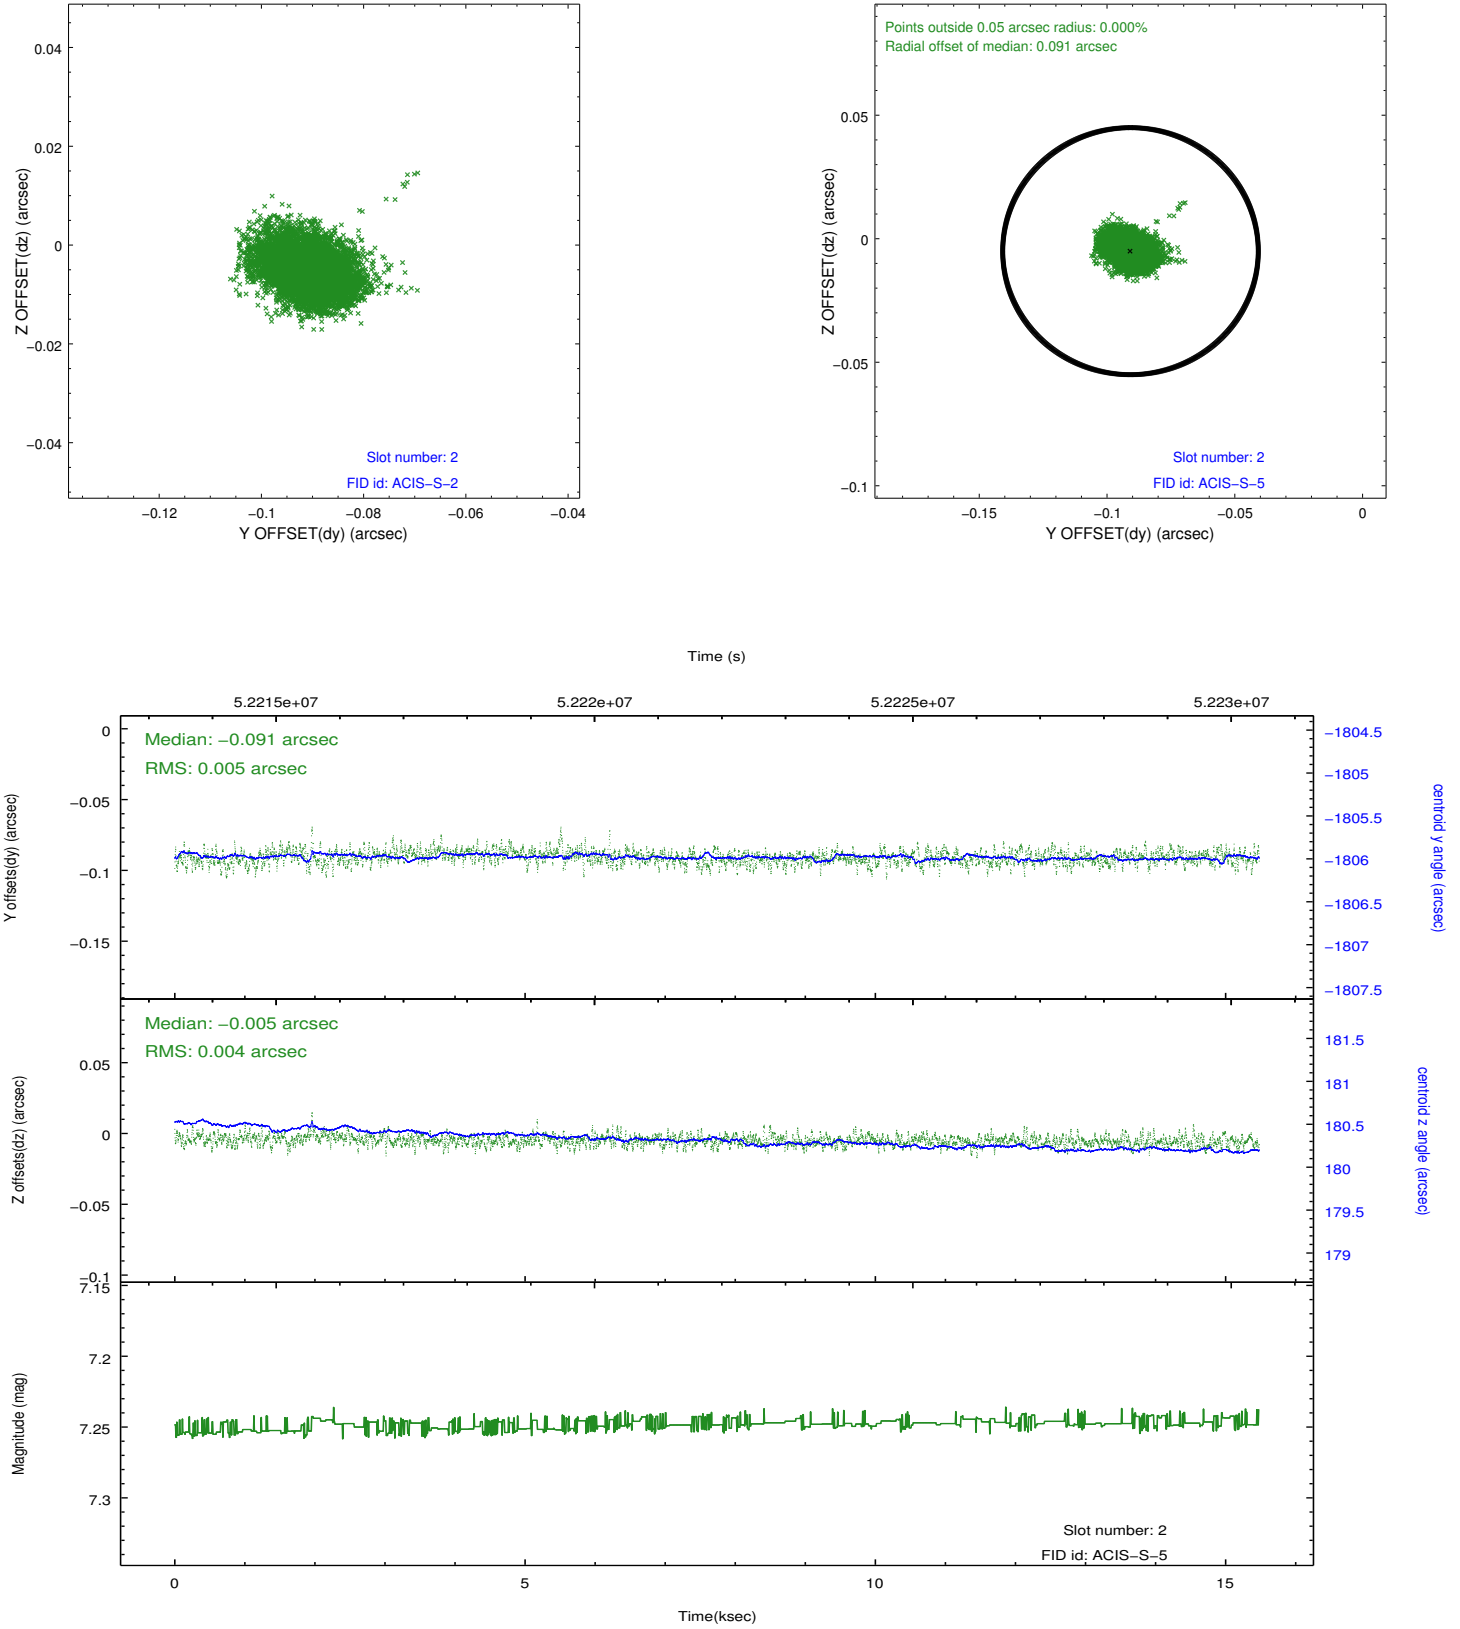 0.04
0.02
0
−0.02
−0.04
Z OFFSET(dz) (arcsec)
Slot number: 2
FID id: ACIS−S−2
−0.12
−0.1
−0.08
−0.06
−0.04
Y OFFSET(dy) (arcsec)
Points outside 0.05 arcsec radius: 0.000%
Radial offset of median: 0.091 arcsec
0.05
0
−0.05
−0.1
Z OFFSET(dz) (arcsec)
Slot number: 2
FID id: ACIS−S−5
−0.15
−0.1
−0.05
0
Y OFFSET(dy) (arcsec)
Time (s)
5.2215e+07
5.222e+07
5.2225e+07
5.223e+07
Median: −0.091 arcsec
RMS: 0.005 arcsec
0
−0.05
−0.1
−0.15
Y offsets(dy) (arcsec)
−1804.5
−1805
−1805.5
−1806
−1806.5
−1807
−1807.5
centroid y angle (arcsec)
Median: −0.005 arcsec
RMS: 0.004 arcsec
0.05
0
−0.05
−0.1
Z offsets(dz) (arcsec)
181.5
181
180.5
180
179.5
179
centroid z angle (arcsec)
7.15
7.2
7.25
7.3
Magnitude (mag)
Slot number: 2
FID id: ACIS−S−5
0
5
10
15
Time(ksec)